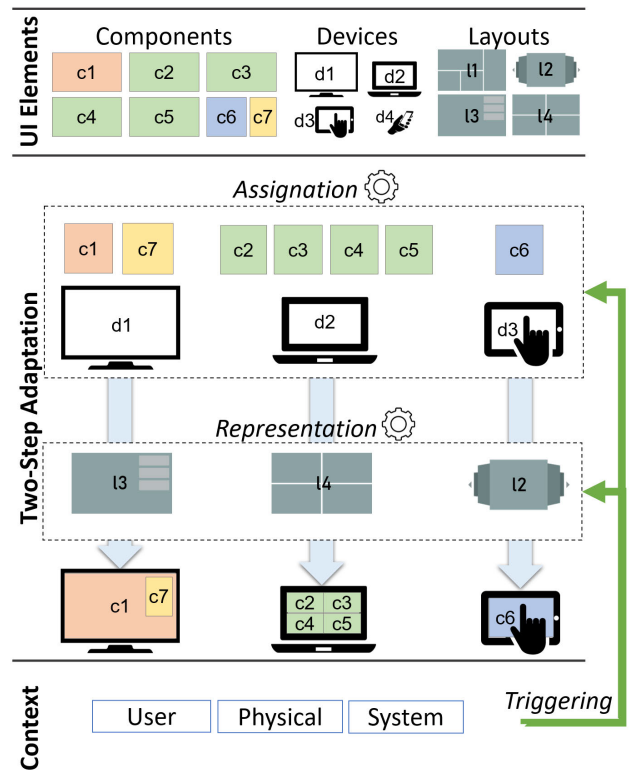 UI Elements
Components
Devices
Layouts
c1
c2
c3
d1
d2
l1
l2
c4
c5
c6
c7
d3
d4
l3
l4
Two-Step Adaptation
Assignation
c1
c7
c2
c3
c4
c5
c6
d1
d2
d3
Representation
l3
l4
l2
c1
c7
c2
c3
c4
c5
c6
Context
User
Physical
System
Triggering